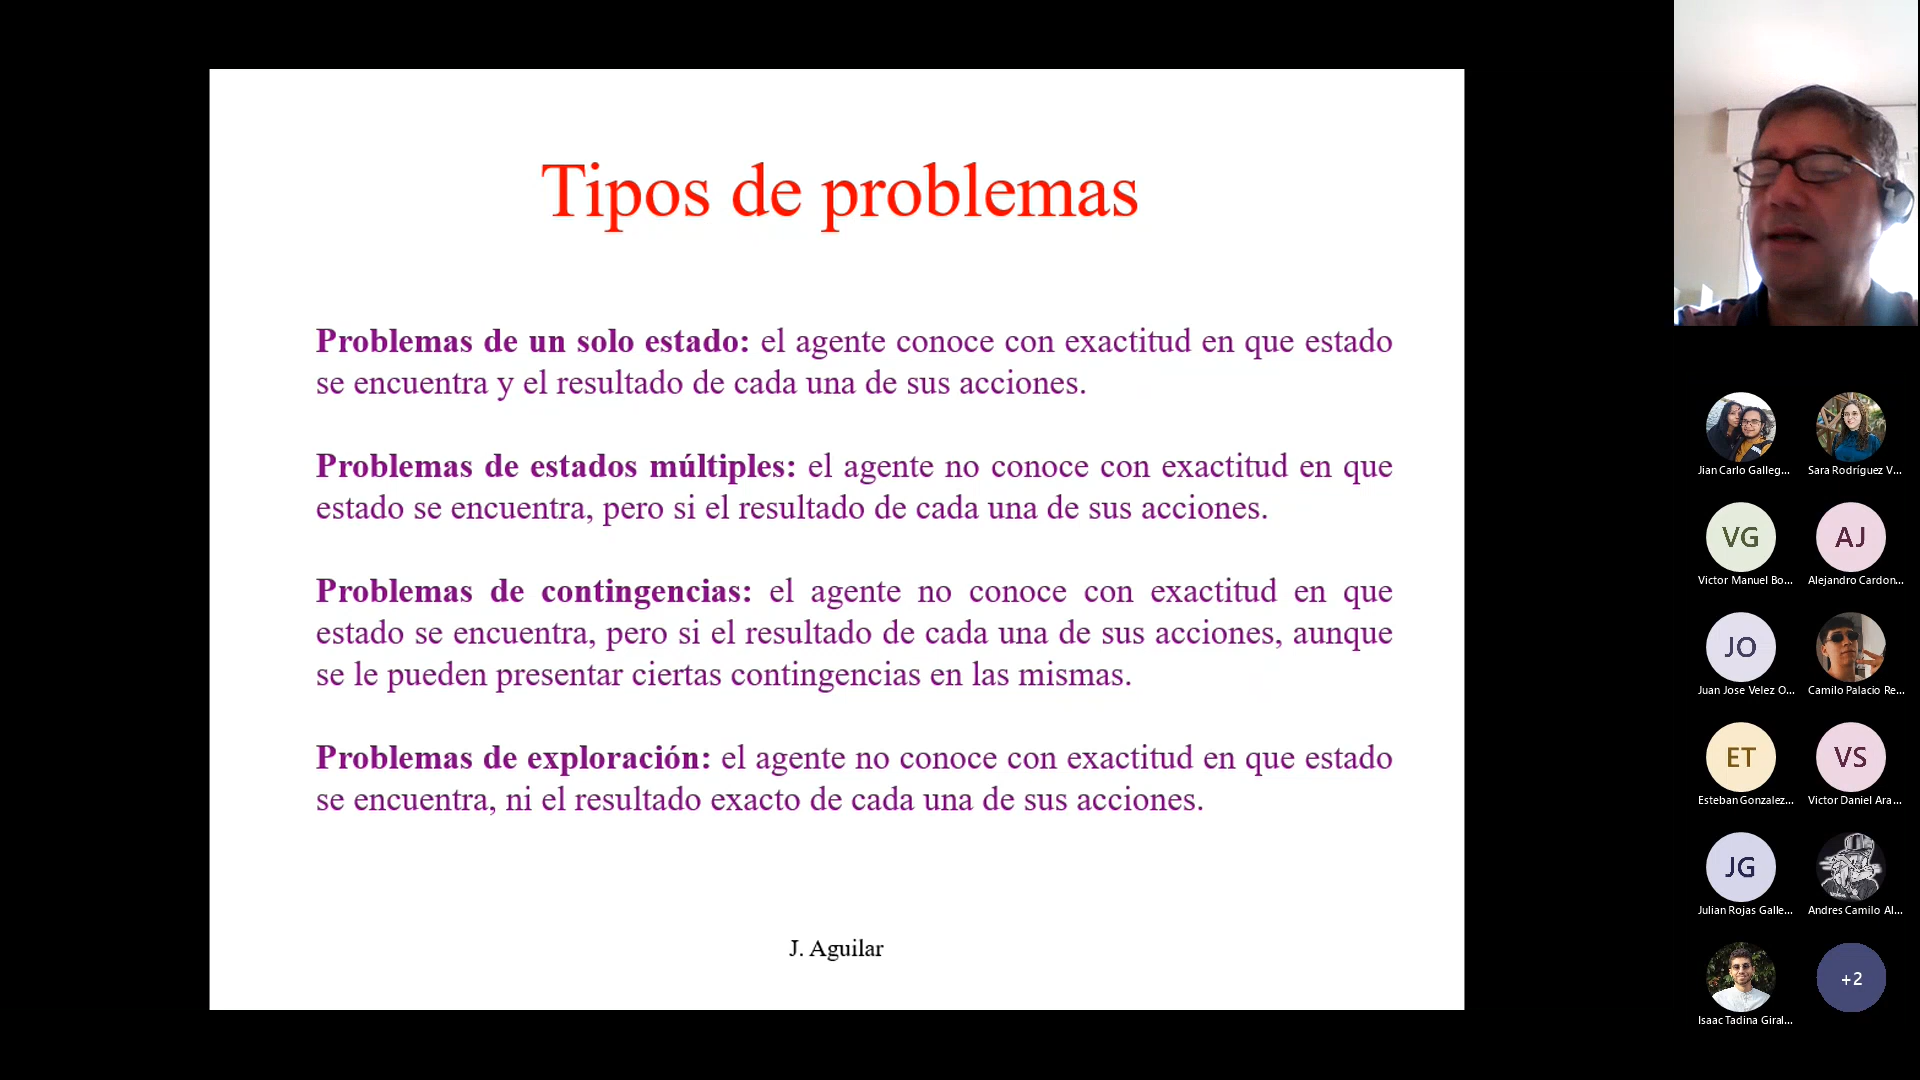 Tipos de problemas
Problemas de un solo estado: el agente conoce con exactitud en que estado
se encuentra y el resultado de cada una de sus acciones.
Problemas de estados múltiples: el agente no conoce con exactitud en que
estado se encuentra, pero si el resultado de cada una de sus acciones.
Problemas de contingencias: el agente no conoce con exactitud en que
estado se encuentra, pero si el resultado de cada una de sus acciones, aunque
se le pueden presentar ciertas contingencias en las mismas.
Problemas de exploración: el agente no conoce con exactitud en que estado
se encuentra, ni el resultado exacto de cada una de sus acciones.
J. Aguilar
Jian Carlo Galleg...
Sara Rodríguez V...
VG
AJ
Victor Manuel Bo...
Alejandro Cardon...
JO
Juan Jose Velez O...
Camilo Palacio Re...
ET
VS
Esteban Gonzalez...
Victor Daniel Ara...
JG
Julian Rojas Galle...
Andres Camilo Al...
+2
Isaac Tadina Giral...